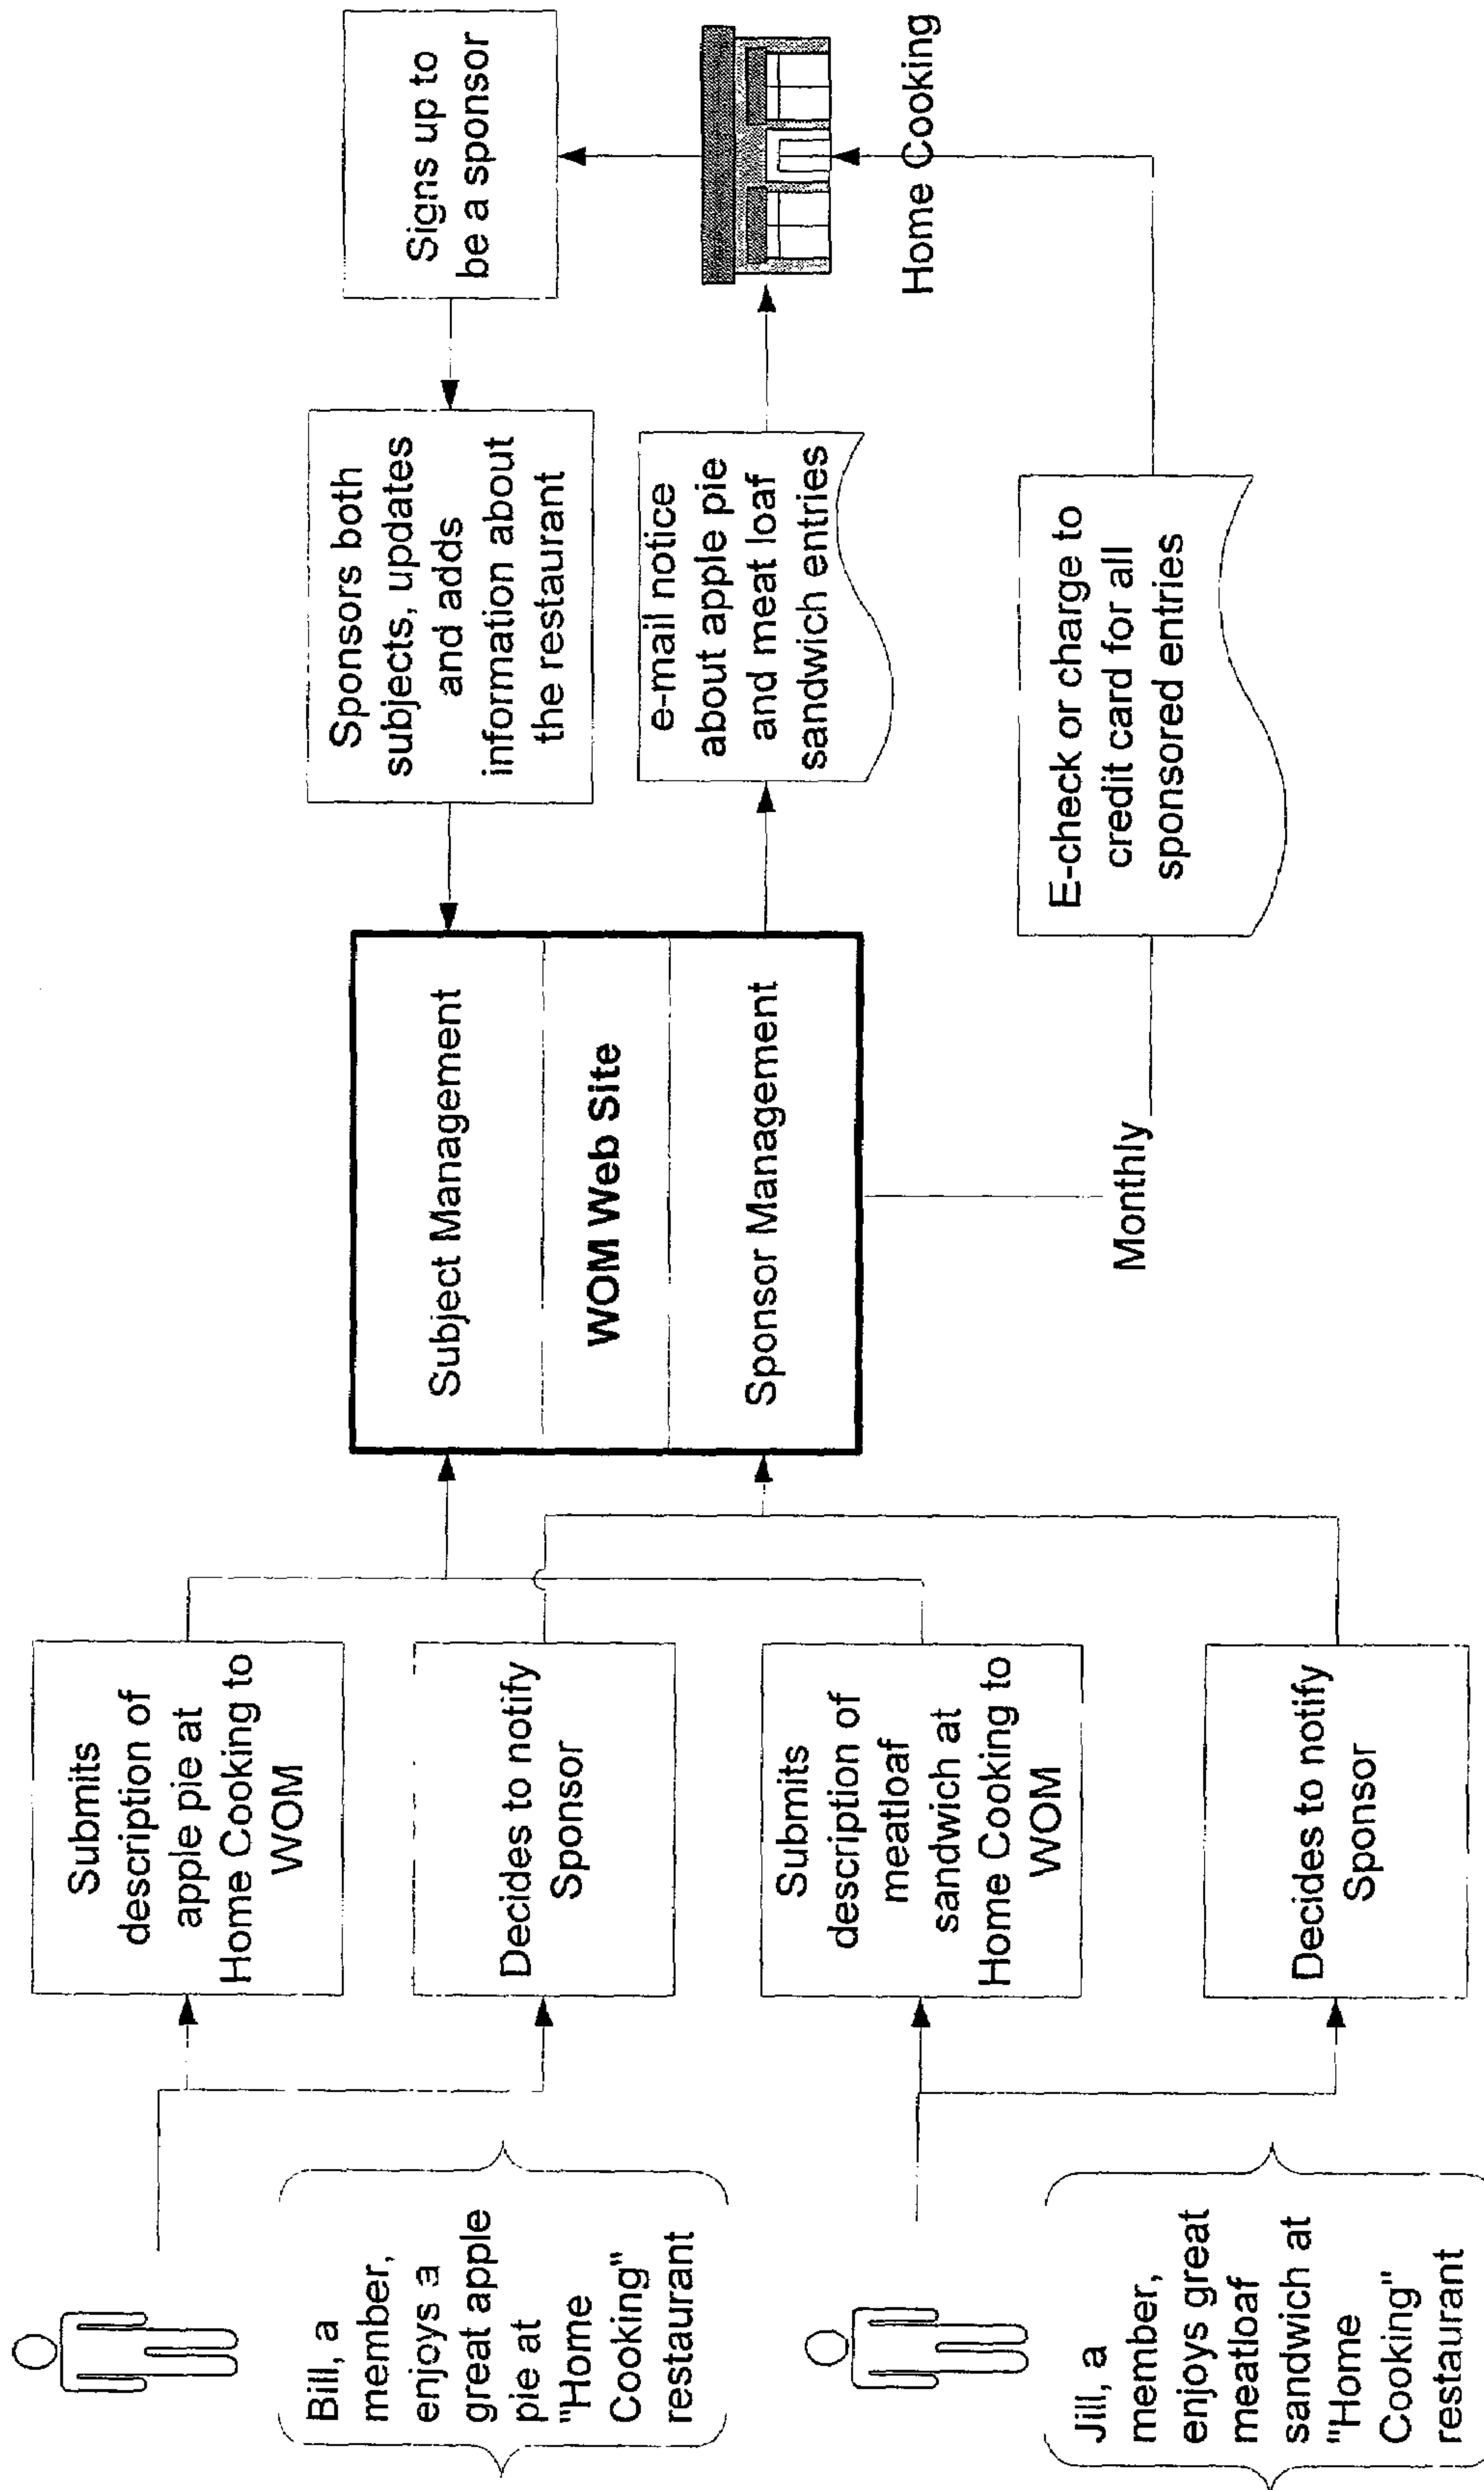 Bill, a
member,
enjoys a
great apple
pie at
"Home
Cooking"
restaurant
Jill, a
member,
enjoys great
meatloaf
sandwich at
"Home
Cooking"
restaurant
Submits
description of
apple pie at
Home Cooking to
WOM
Decides to notify
Sponsor
Submits
description of
meatloaf
sandwich at
Home Cooking to
WOM
Decides to notify
Sponsor
Subject Management
WOM Web Site
Sponsor Management
Monthly
Sponsors both
subjects, updates
and adds
information about
the restaurant
e-mail notice
about apple pie
and meat loaf
sandwich entries
E-check or charge to
credit card for all
sponsored entries
Signs up to
be a sponsor
Home Cooking